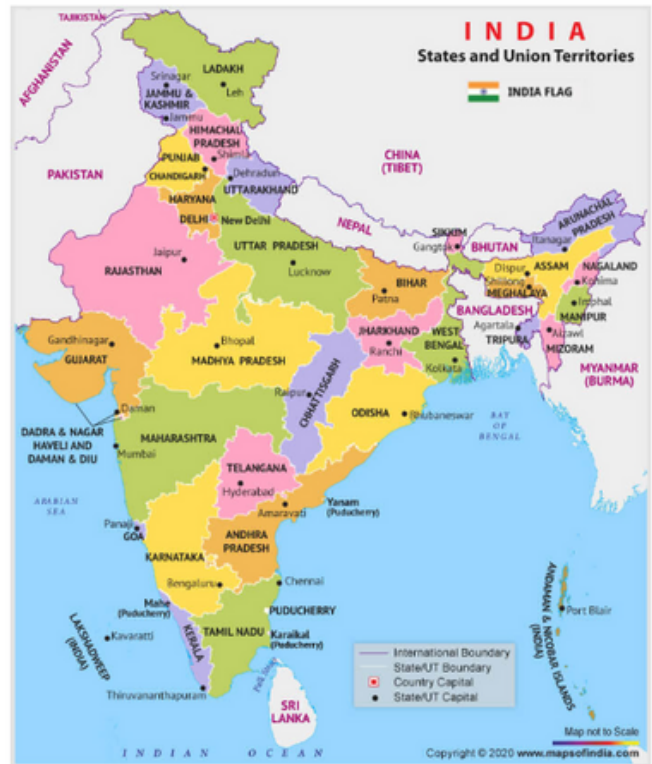 TAJIKISTAN
INDIA
States and Union Territories
INDIA FLAG
AFGHANISTAN
LADAKH
Srinagar
Leh
JAMMU &
KASHMIR
Jammu
HIMACHAL
PRADESH
Shimla
PUNJAB
CHANDIGARH
Dehradun
UTTARAKHAND
PAKISTAN
CHINA
(TIBET)
HARYANA
DELHI
New Delhi
NEPAL
ARUNACHAL
PRADESH
Itanagar
SIKKIM
Gangtok
BHUTAN
UTTAR PRADESH
Lucknow
Jaipur
RAJASTHAN
Dispur
ASSAM
NAGALAND
Kohima
Shillong
MEGHALAYA
Imphal
MANIPUR
BIHAR
Patna
BANGLADESH
Agartala
TRIPURA
Aizawl
MIZORAM
MYANMAR
(BURMA)
Gandhinagar
GUJARAT
Bhopal
MADHYA PRADESH
JHARKHAND
Ranchi
WEST
BENGAL
Kolkata
Raipur
CHHATTISGARH
ODISHA
Bhubaneswar
BAY
OF
BENGAL
Daman
DADRA & NAGAR
HAVELI AND
DAMAN & DIU
MAHARASHTRA
Mumbai
TELANGANA
Hyderabad
ARABIAN
SEA
Amaravati
Yanam
(Puducherry)
Panaji
GOA
ANDHRA
PRADESH
KARNATAKA
Bengaluru
Chennai
Mahe
(Puducherry)
PUDUCHERRY
LAKSHADWEEP
(INDIA)
Kavaratti
KERALA
TAMIL NADU
Karaikal
(Puducherry)
Palk Strait
Thiruvananthapuram
SRI
LANKA
ANDAMAN & NICOBAR ISLANDS
(INDIA)
Port Blair
International Boundary
State/UT Boundary
Country Capital
State/UT Capital
Map not to Scale
INDIAN OCEAN
Copyright © 2020 www.mapsofindia.com